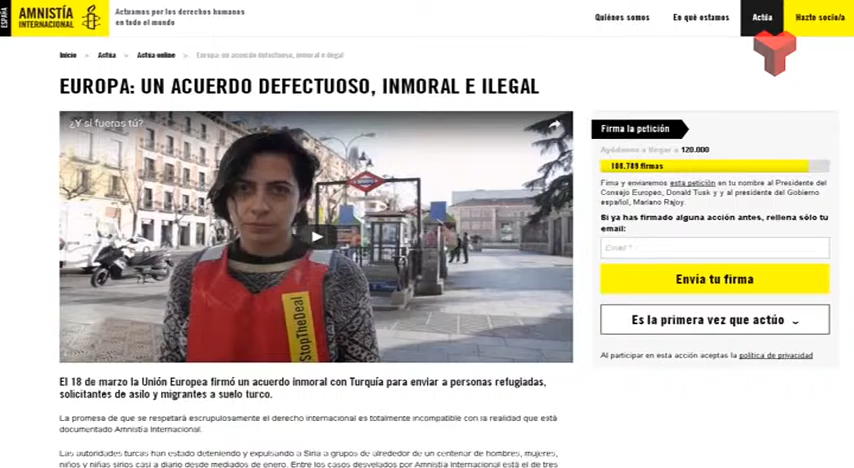 ESPAÑA
AMNISTÍA
INTERNACIONAL
Actuamos por los derechos humanos
en todo el mundo
Quiénes somos
En qué estamos
Actúa
Hazte socio/a
Inicio > Actúa > Actúa online > Europa: un acuerdo defectuoso, inmoral e ilegal
EUROPA: UN ACUERDO DEFECTUOSO, INMORAL E ILEGAL
¿Y si fueras tú?
StopTheDeal
Firma la petición
Ayúdanos a llegar a 120.000
108.789 firmas
Firma y enviaremos esta petición en tu nombre al Presidente del
Consejo Europeo, Donald Tusk y y al presidente del Gobierno
español, Mariano Rajoy.
Si ya has firmado alguna acción antes, rellena sólo tu
email:
Email *
Envía tu firma
Es la primera vez que actúo
Al participar en esta acción aceptas la política de privacidad
El 18 de marzo la Unión Europea firmó un acuerdo inmoral con Turquía para enviar a personas refugiadas,
solicitantes de asilo y migrantes a suelo turco.
La promesa de que se respetará escrupulosamente el derecho internacional es totalmente incompatible con la realidad que está
documentado Amnistía Internacional.
Las autoridades turcas han estado deteniendo y expulsando a Siria a grupos de alrededor de un centenar de hombres, mujeres,
niños y niñas sirios casi a diario desde mediados de enero. Entre los casos desvelados por Amnistía Internacional está el de tres